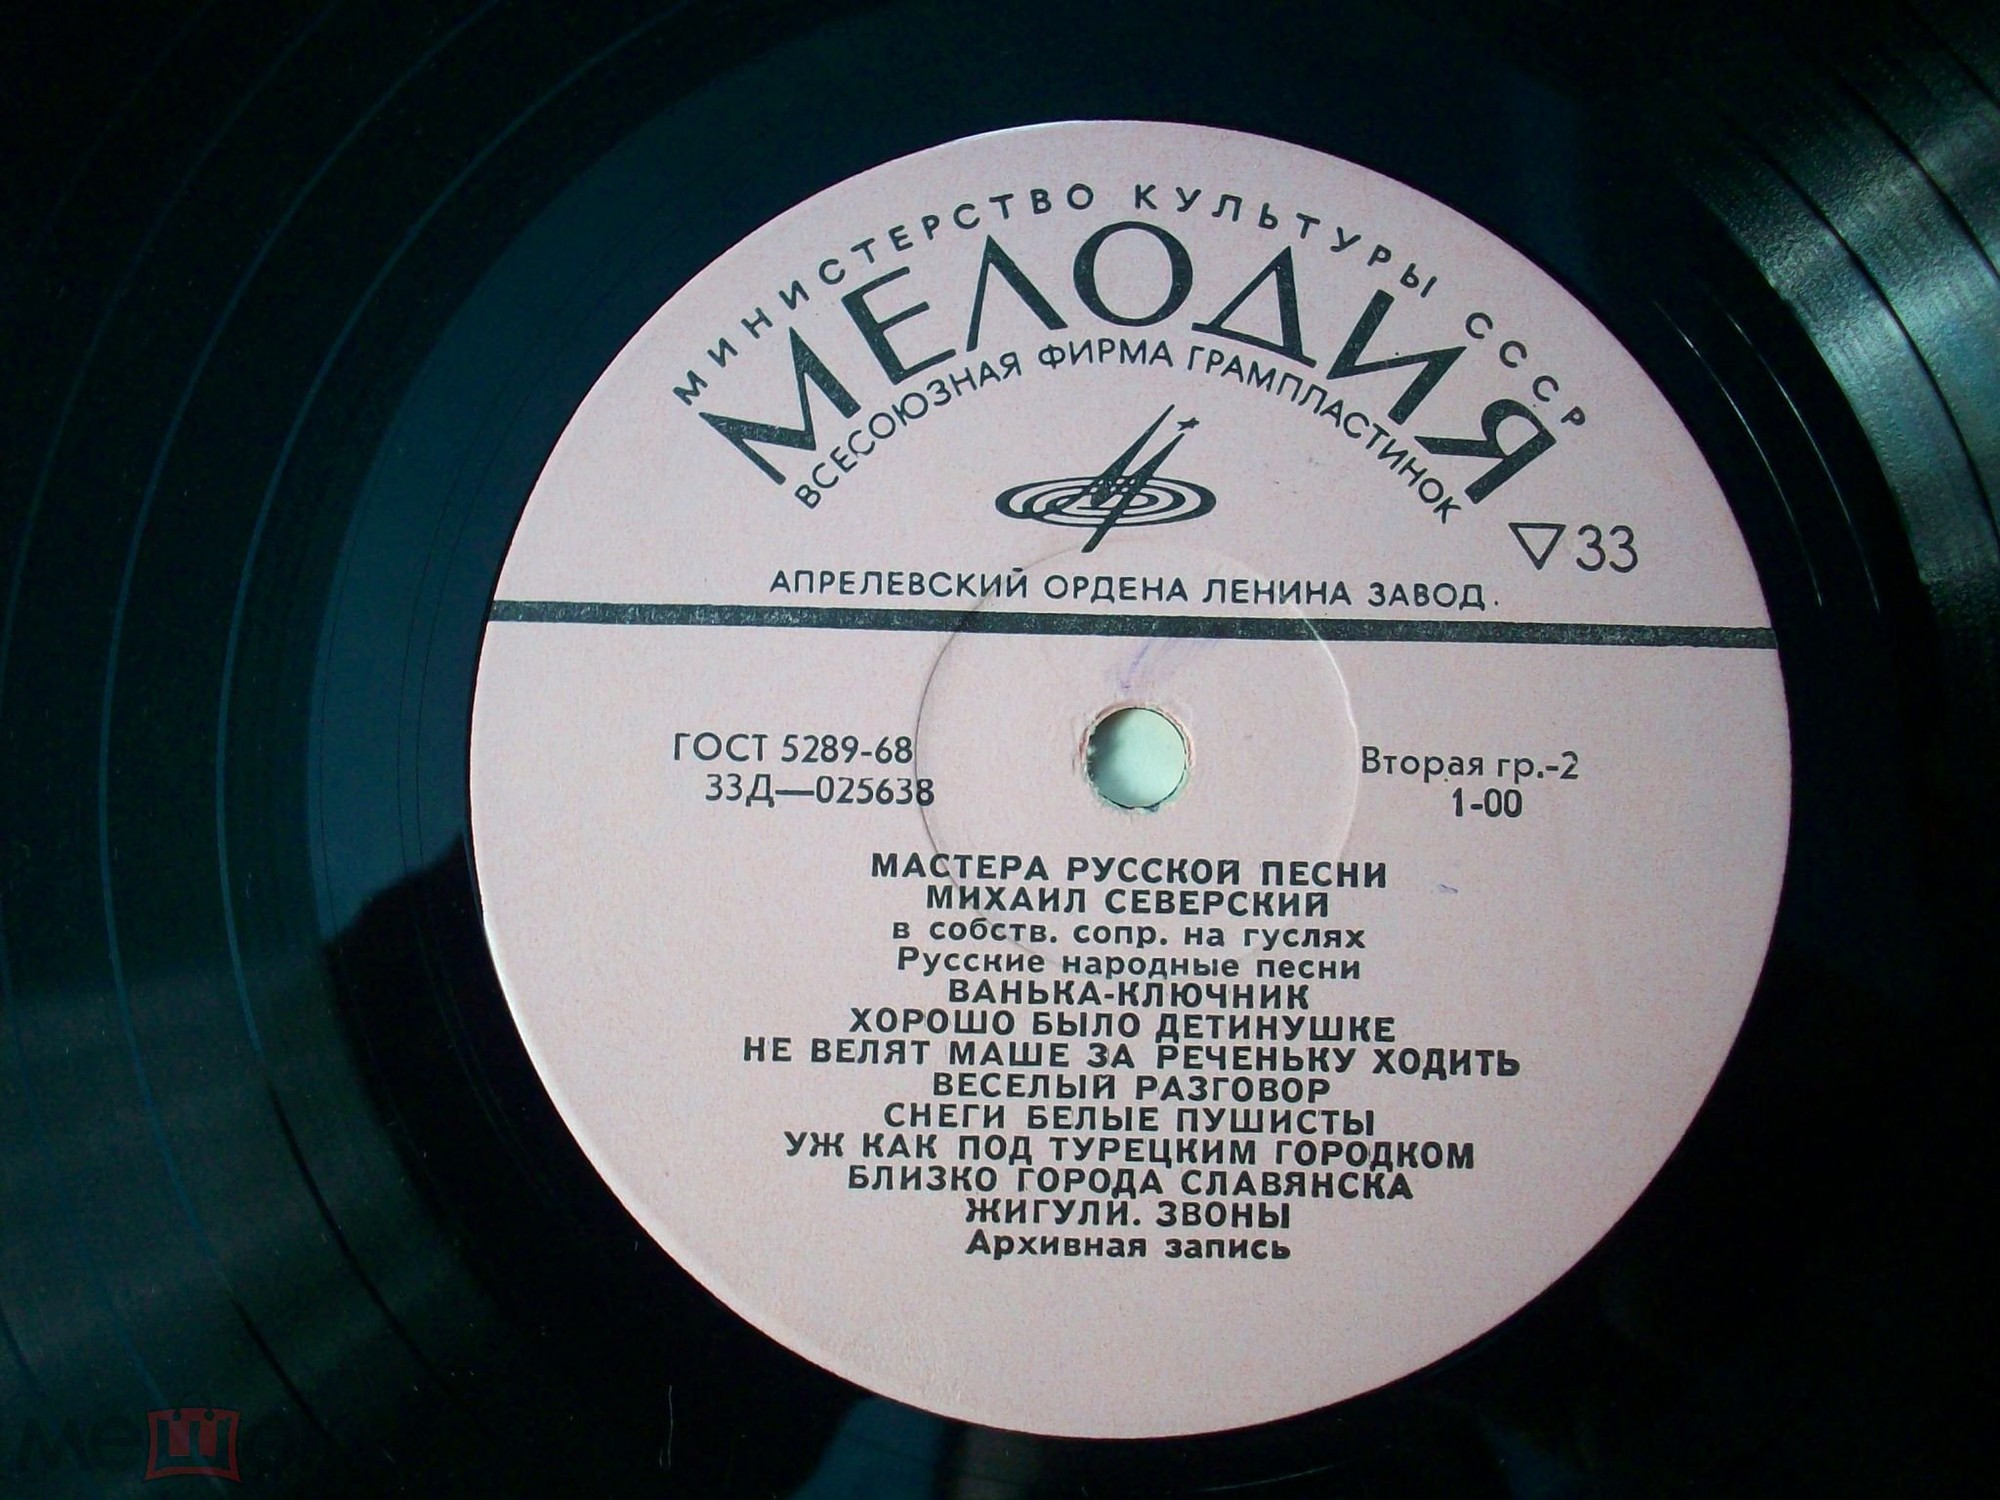 МИНИСТЕРСТВО КУЛЬТУРЫ СССР
МЕЛОДИЯ
ВСЕСОЮЗНАЯ ФИРМА ГРАМПЛАСТИНОК
33
АПРЕЛЕВСКИЙ ОРДЕНА ЛЕНИНА ЗАВОД.
ГОСТ 5289-68
33Д—025638
Вторая гр.-2
1-00
МАСТЕРА РУССКОЙ ПЕСНИ
МИХАИЛ СЕВЕРСКИЙ
в собств. сопр. на гуслях
Русские народные песни
ВАНЬКА-КЛЮЧНИК
ХОРОШО БЫЛО ДЕТИНУШКЕ
НЕ ВЕЛЯТ МАШЕ ЗА РЕЧЕНЬКУ ХОДИТЬ
ВЕСЕЛЫЙ РАЗГОВОР
СНЕГИ БЕЛЫЕ ПУШИСТЫ
УЖ КАК ПОД ТУРЕЦКИМ ГОРОДКОМ
БЛИЗКО ГОРОДА СЛАВЯНСКА
ЖИГУЛИ. ЗВОНЫ
Архивная запись